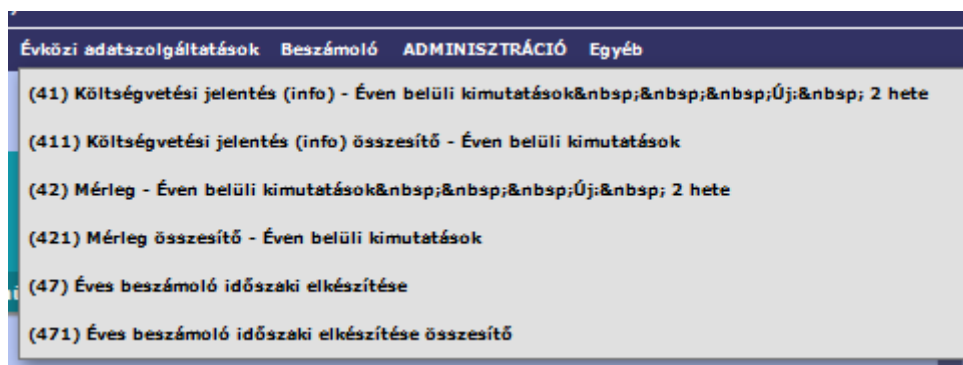 Évközi adatszolgáltatások Beszámoló ADMINISZTRÁCIÓ Egyéb
(41) Költségvetési jelentés (info) - Éven belüli kimutatások&nbsp;&nbsp;&nbsp;Új:&nbsp; 2 hete
(411) Költségvetési jelentés (info) összesítő - Éven belüli kimutatások
(42) Mérleg - Éven belüli kimutatások&nbsp;&nbsp;&nbsp;Új:&nbsp; 2 hete
(421) Mérleg összesítő - Éven belüli kimutatások
(47) Éves beszámoló időszaki elkészítése
(471) Éves beszámoló időszaki elkészítése összesítő